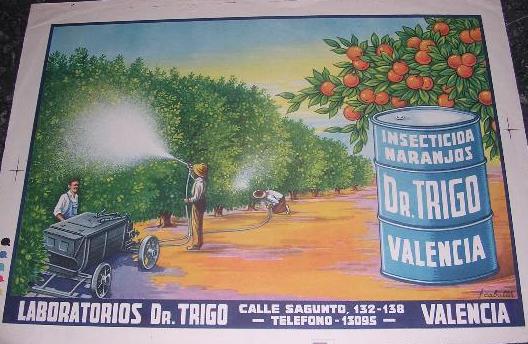 INSECTICIDA
NARANJOS
DR. TRIGO
VALENCIA
LABORATORIOS DR. TRIGO
CALLE SAGUNTO, 132-138
— TELEFONO - 13095 —
VALENCIA